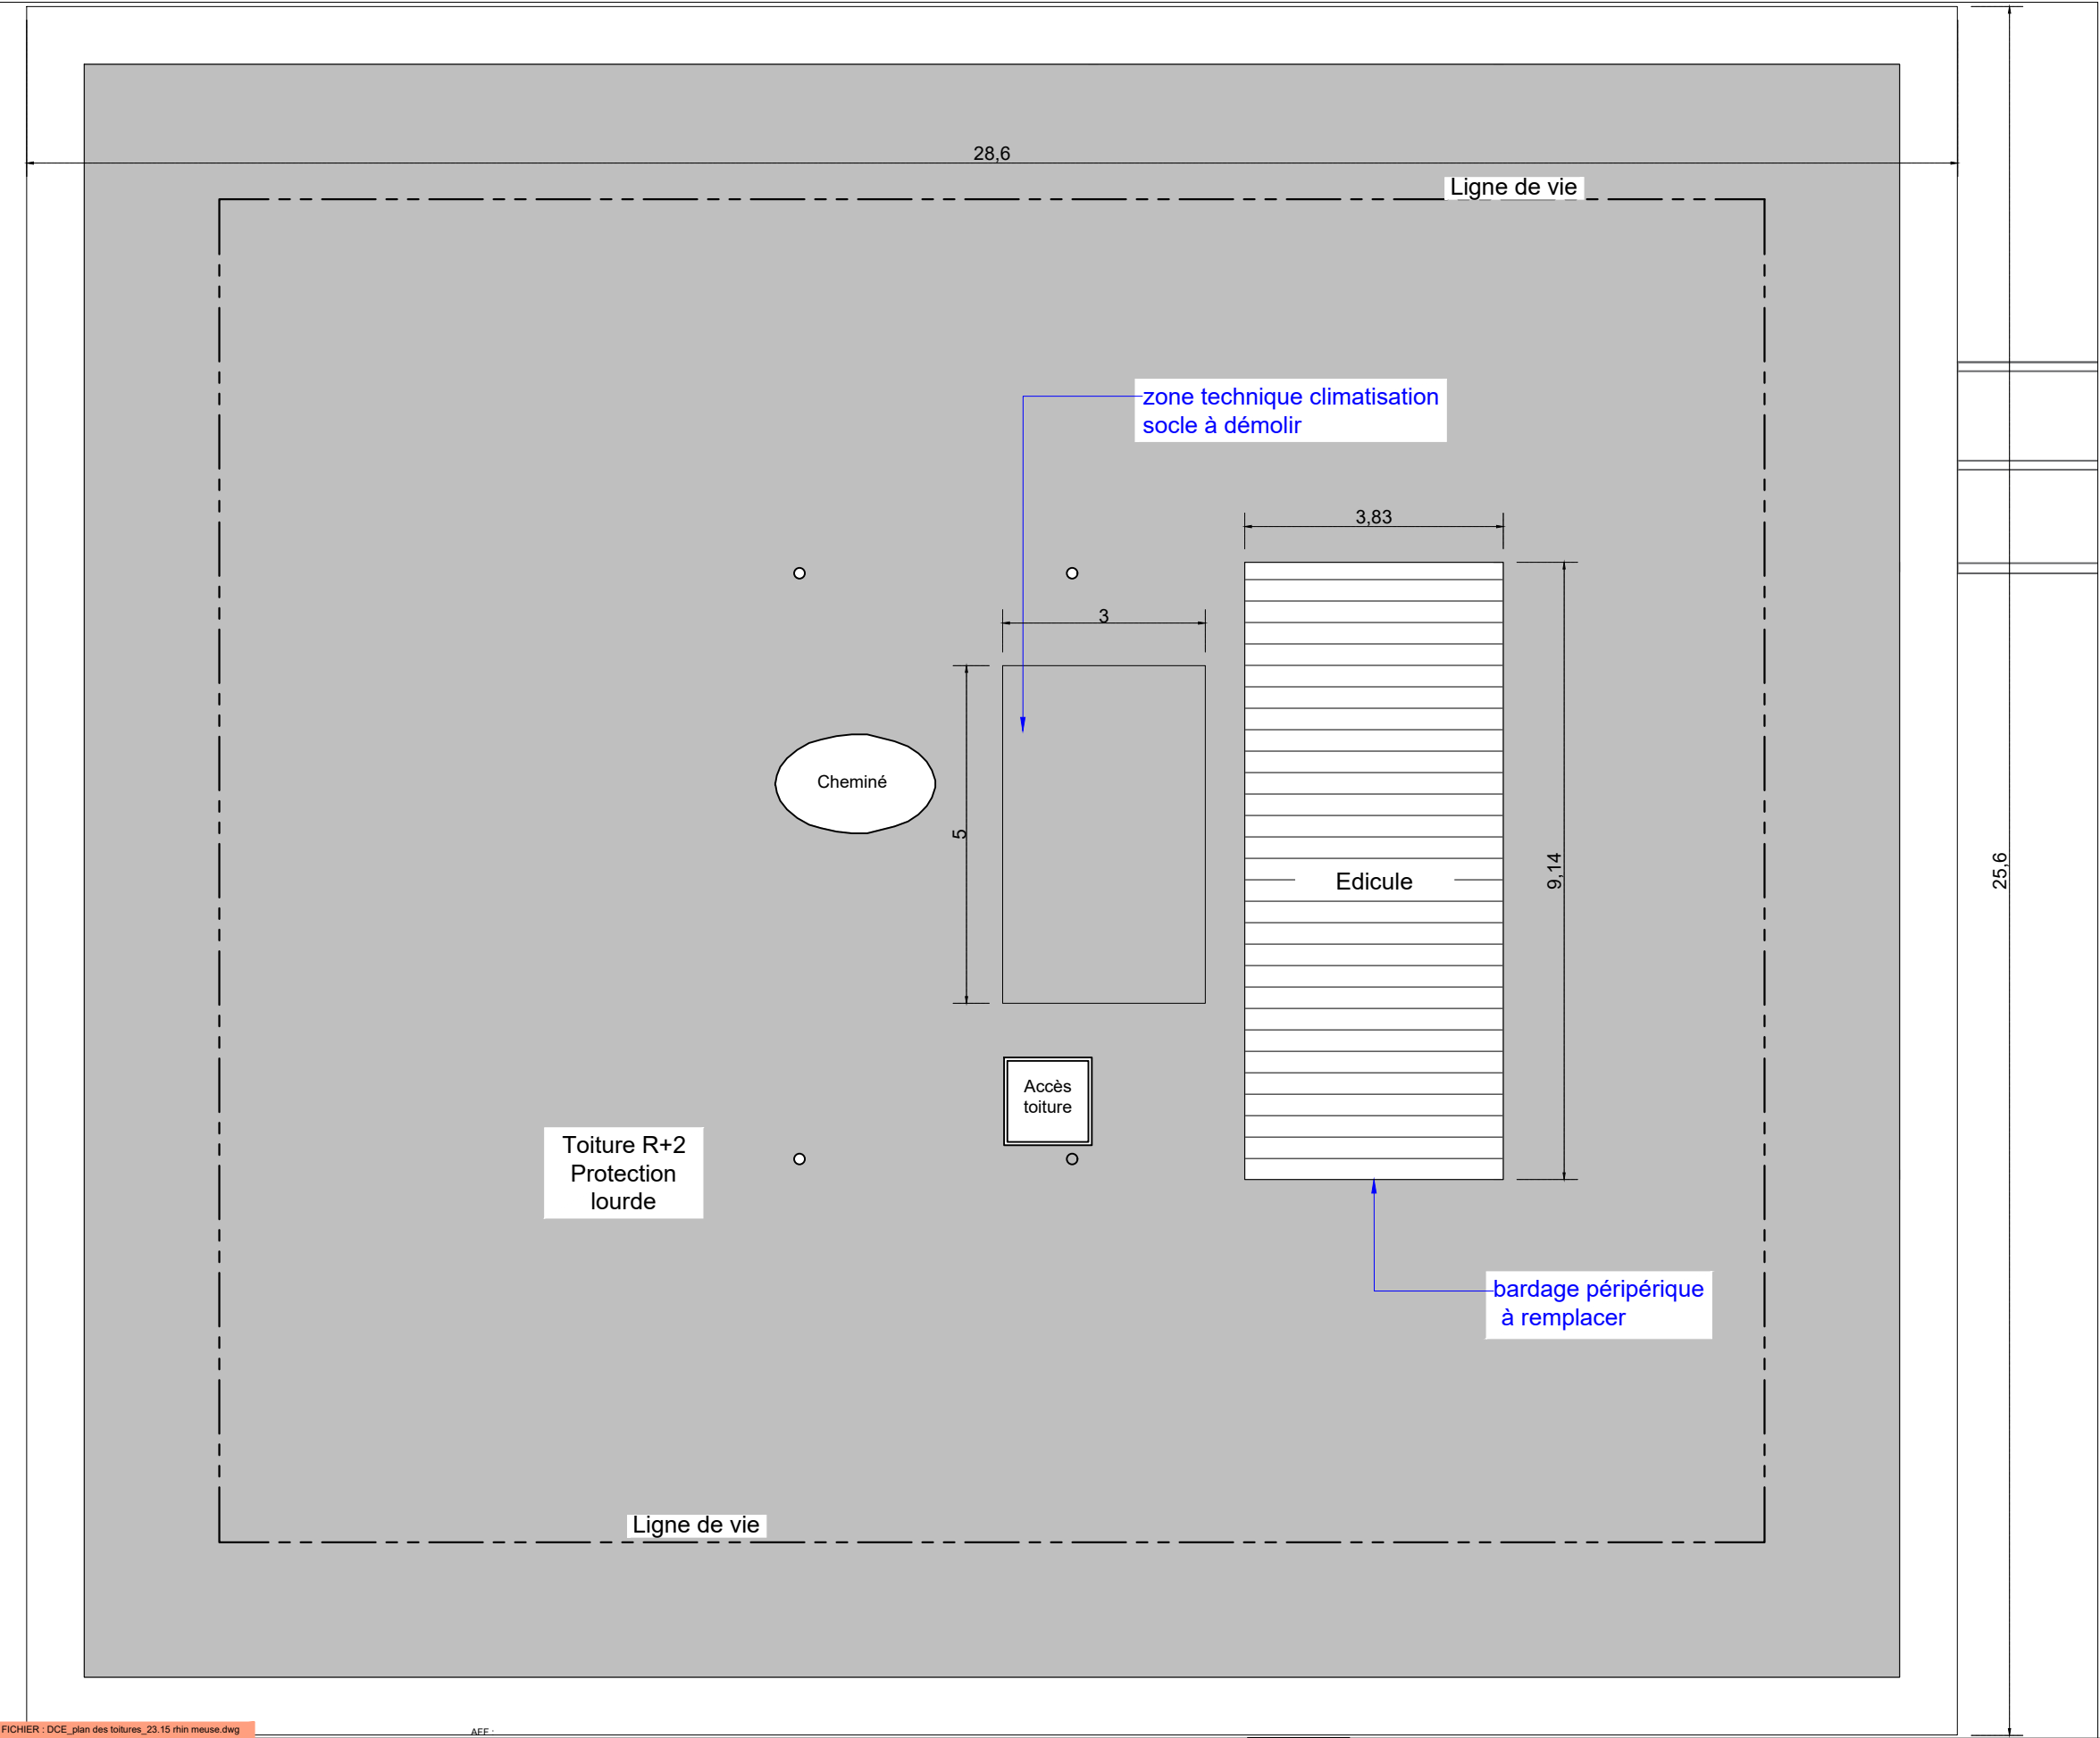 28,6
Ligne de vie
zone technique climatisation
socle à démolir
3,83
3
Cheminé
5
Edicule
9,14
25,6
Accès
toiture
Toiture R+2
Protection
lourde
bardage péripérique
à remplacer
Ligne de vie
FICHIER : DCE_plan des toitures_23.15 rhin meuse.dwg
AFF :